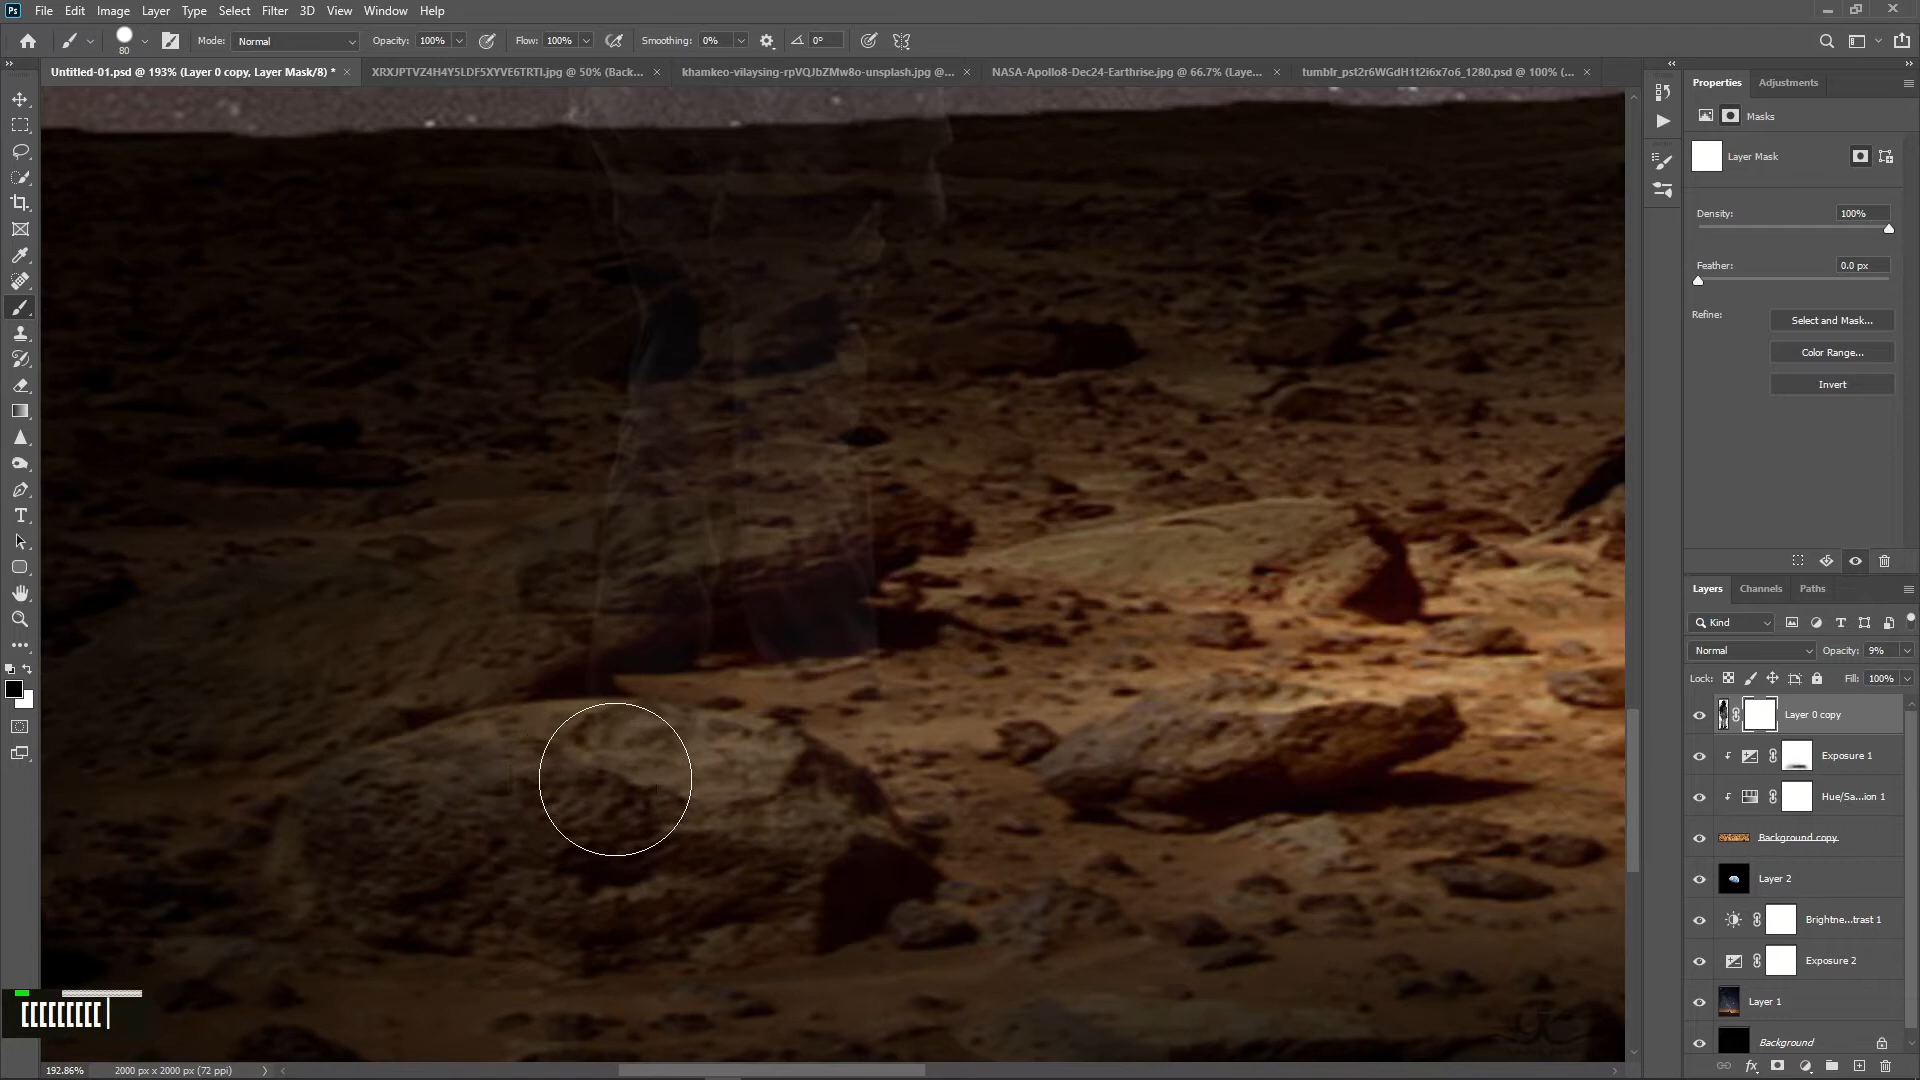 Ps File Edit Image Layer Type Select Filter 3D View Window Help
80 Mode: Normal Opacity: 100% Flow: 100% Smoothing: 0% 0°
Untitled-01.psd @ 193% (Layer 0 copy, Layer Mask/8) * × XRXJPTVZ4H4Y5LDF5XYVE6TRTI.jpg @ 50% (Back... × khamkeo-vilaysing-rpVQJbZMw8o-unsplash.jpg @... × NASA-Apollo8-Dec24-Earthrise.jpg @ 66.7% (Laye... × tumblr_pst2r6WGdH1t2i6x7o6_1280.psd @ 100% (... ×
Properties Adjustments
Masks
Layer Mask
Density: 100%
Feather: 0.0 px
Refine: Select and Mask...
Color Range...
Invert
Layers Channels Paths
Kind
Normal Opacity: 9%
Lock: Fill: 100%
Layer 0 copy
Exposure 1
Hue/Sa...ion 1
Background copy
Layer 2
Brightne...trast 1
Exposure 2
Layer 1
Background
[[[[[[[[[
192.86% 2000 px x 2000 px (72 ppi)